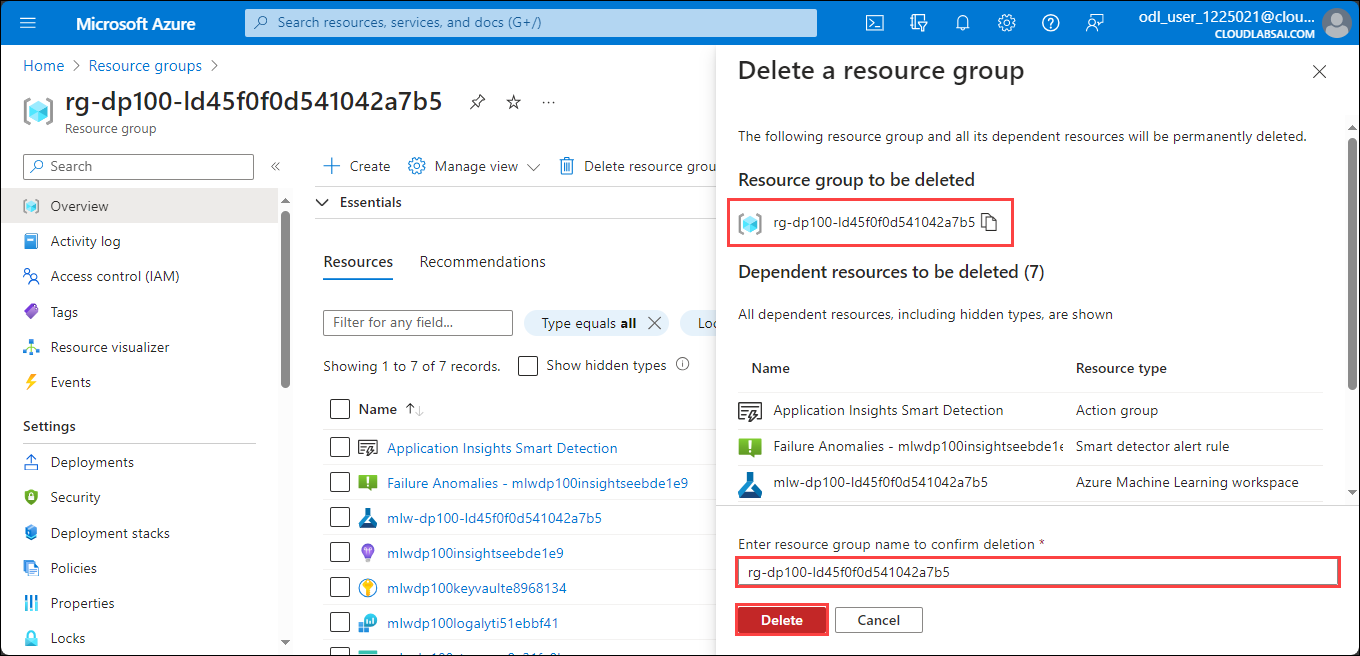 Microsoft Azure
Search resources, services, and docs (G+/)
odl_user_1225021@clou...
CLOUDLABSAI.COM
Home > Resource groups >
rg-dp100-ld45f0f0d541042a7b5
Resource group
Search
Overview
Activity log
Access control (IAM)
Tags
Resource visualizer
Events
Settings
Deployments
Security
Deployment stacks
Policies
Properties
Locks
Create
Manage view
Delete resource grou
Essentials
Resources
Recommendations
Filter for any field...
Type equals all
Loc
Showing 1 to 7 of 7 records.
Show hidden types
Name
Application Insights Smart Detection
Failure Anomalies - mlwdp100insightseebde1e9
mlw-dp100-ld45f0f0d541042a7b5
mlwdp100insightseebde1e9
mlwdp100keyvaulte8968134
mlwdp100logalyti51ebbf41
Delete a resource group
The following resource group and all its dependent resources will be permanently deleted.
Resource group to be deleted
rg-dp100-ld45f0f0d541042a7b5
Dependent resources to be deleted (7)
All dependent resources, including hidden types, are shown
Name Resource type
Application Insights Smart Detection Action group
Failure Anomalies - mlwdp100insightseebde1e Smart detector alert rule
mlw-dp100-ld45f0f0d541042a7b5 Azure Machine Learning workspace
Enter resource group name to confirm deletion *
rg-dp100-ld45f0f0d541042a7b5
Delete
Cancel